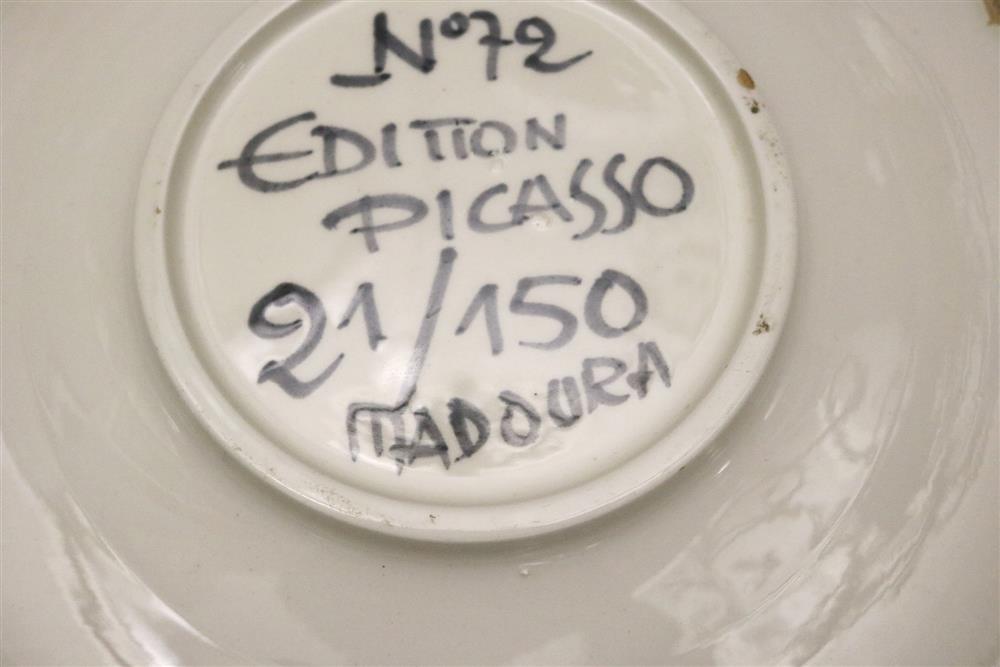 N°72
EDITION
PICASSO
21/150
MADOURA